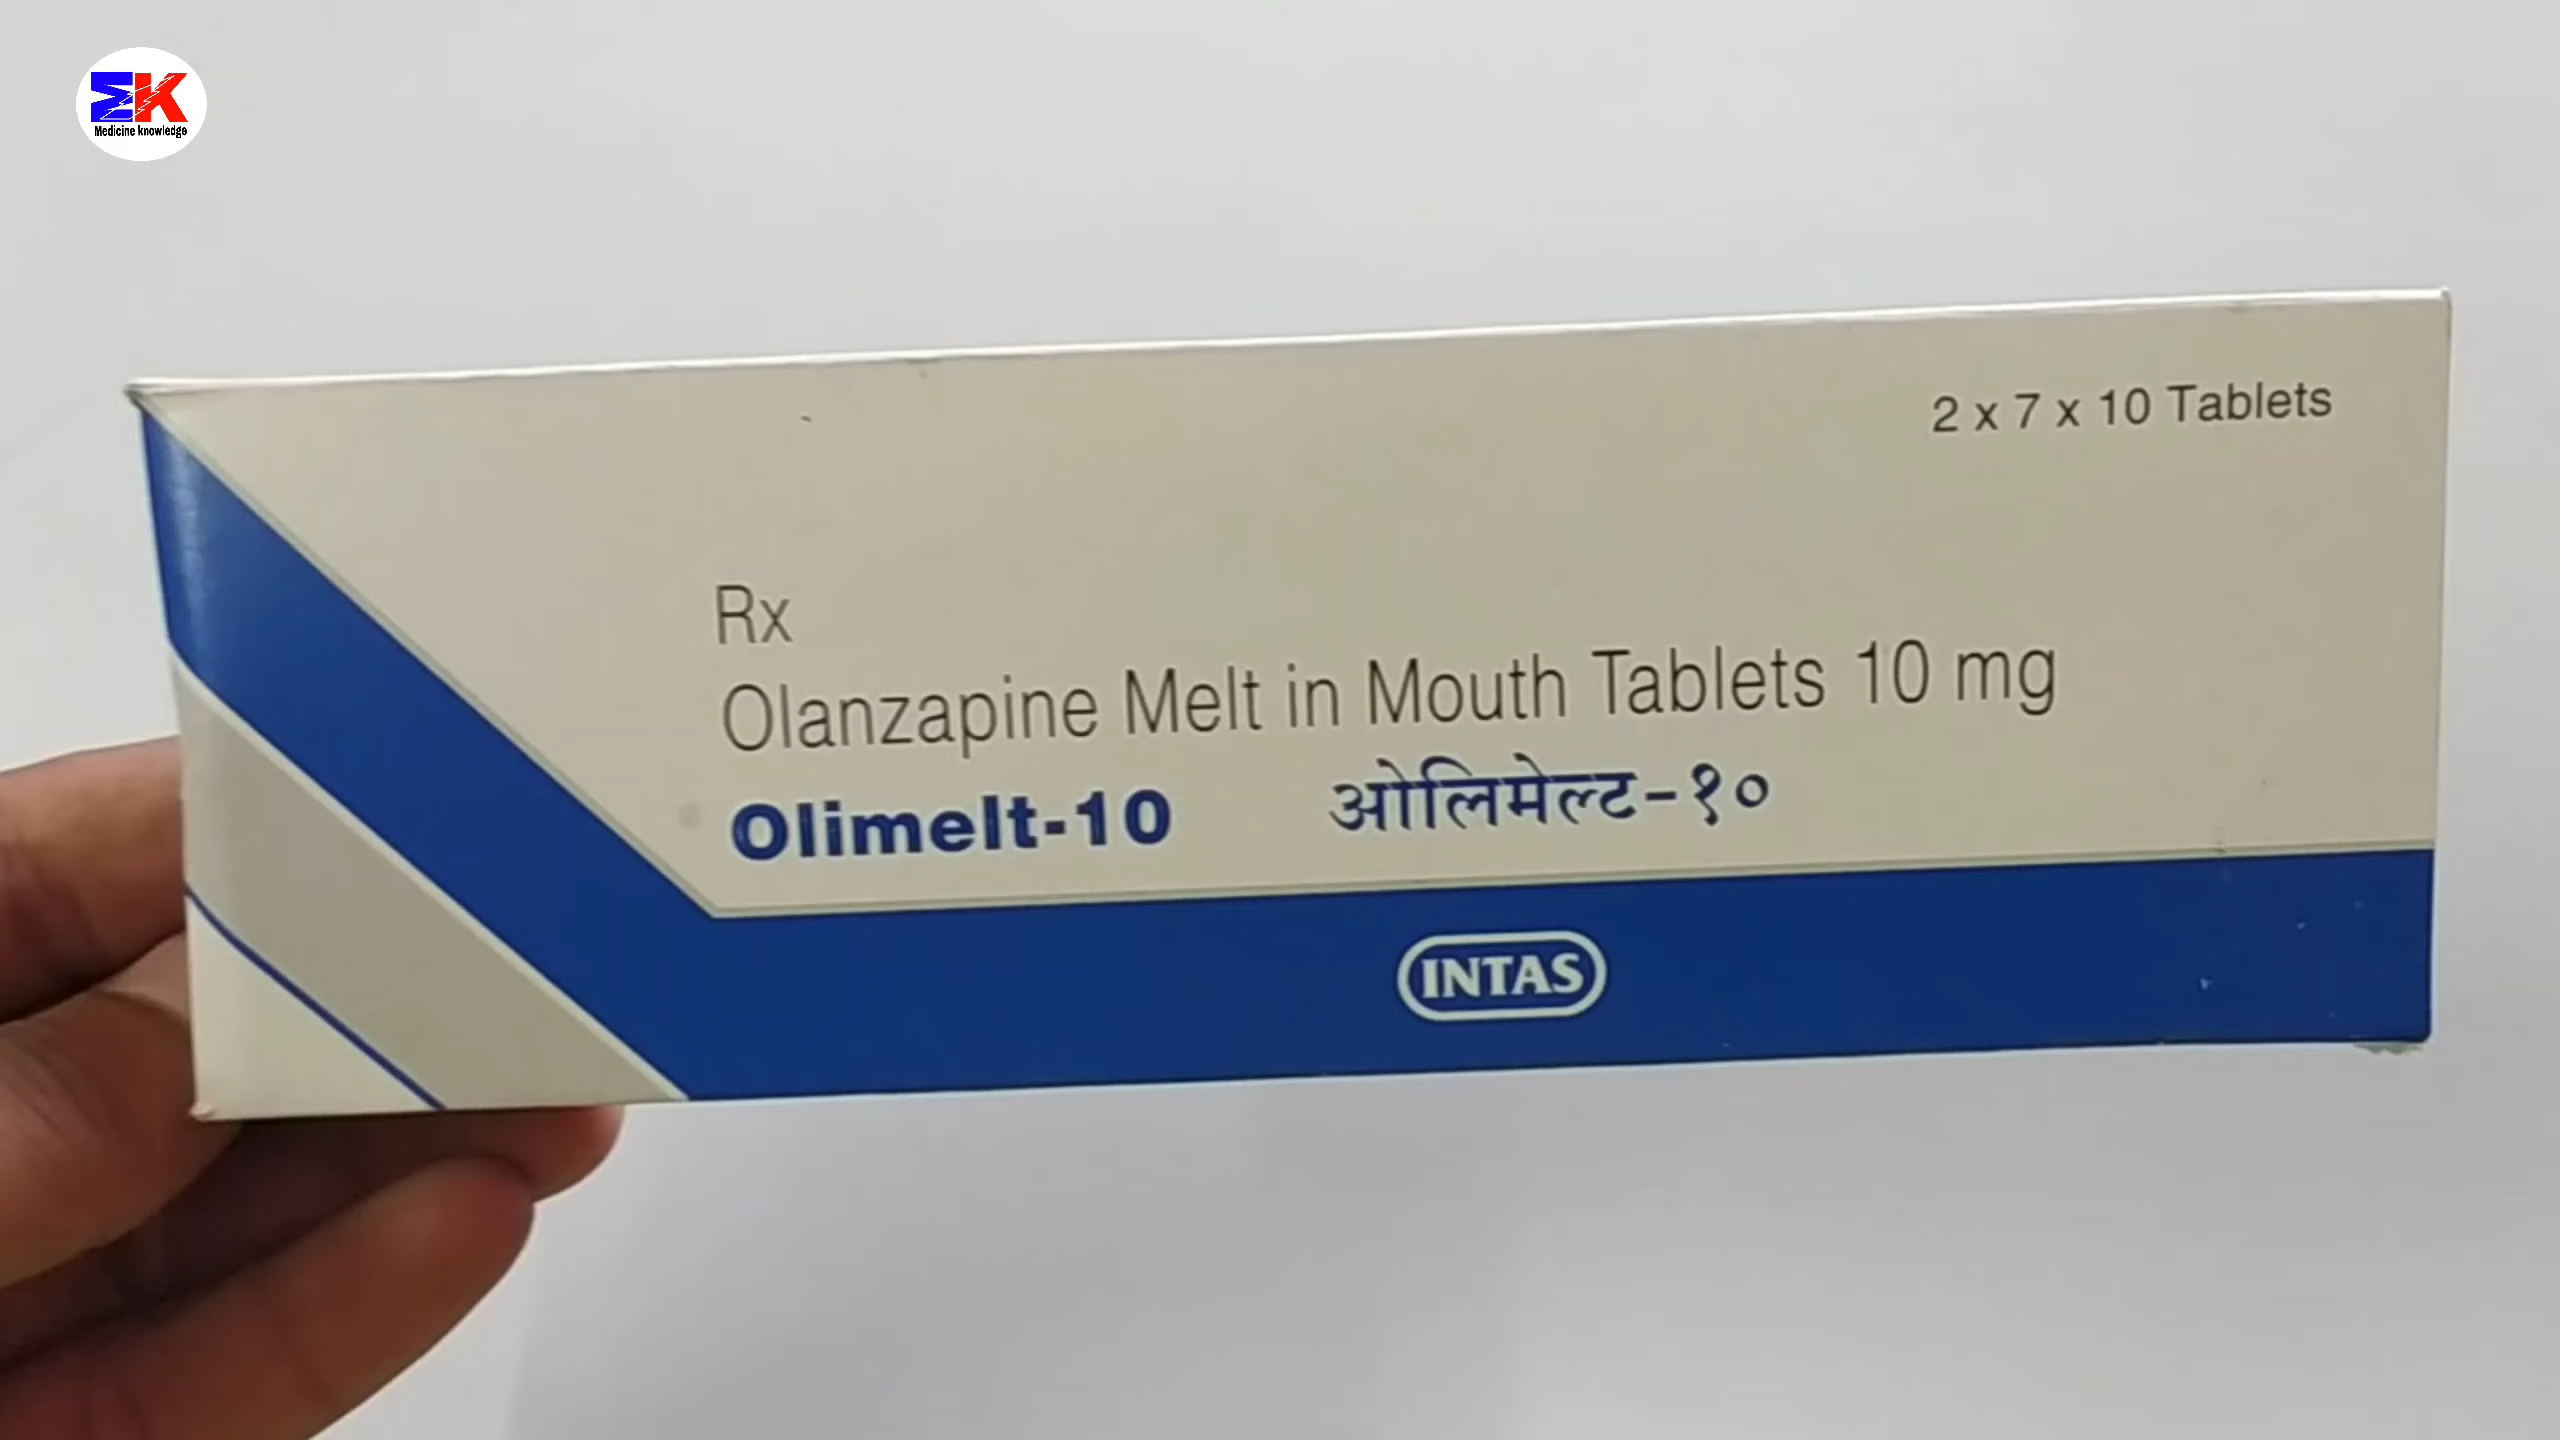 MK
Medicine knowledge
2 x 7 x 10 Tablets
Rx
Olanzapine Melt in Mouth Tablets 10 mg
Olimelt-10 ओलिमेल्ट-१०
INTAS